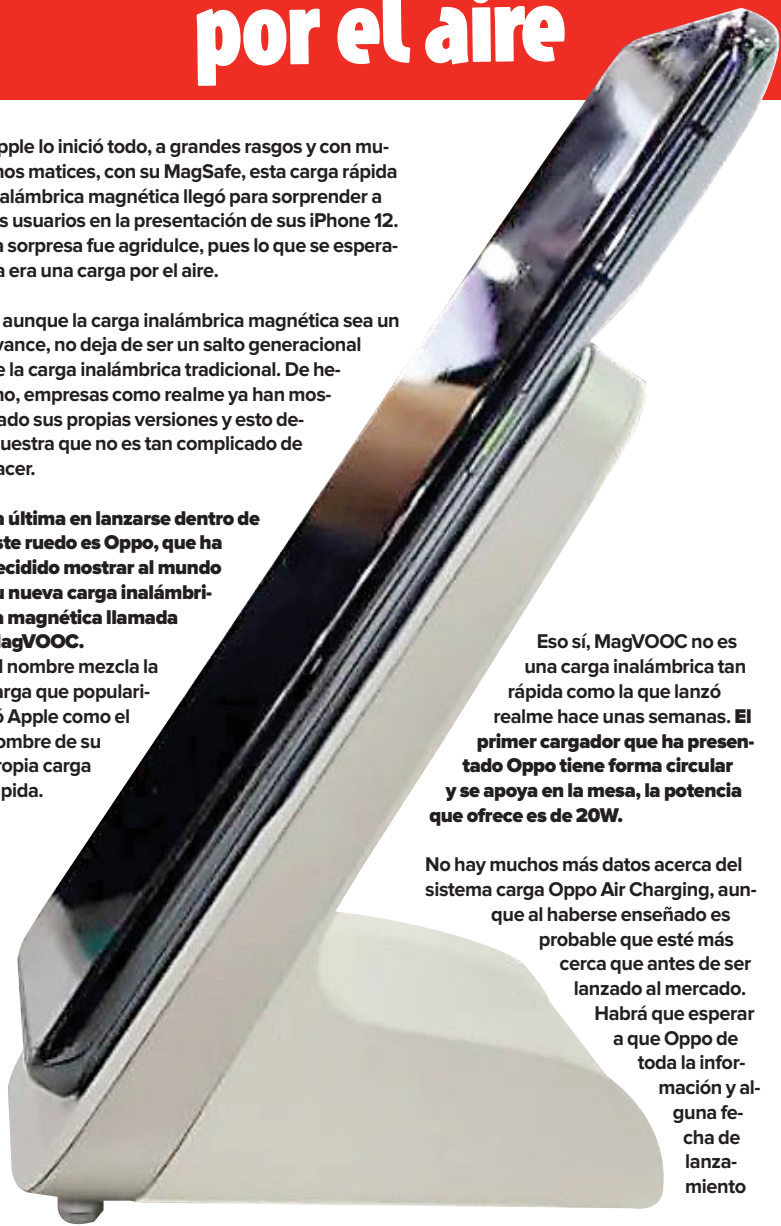 por el aire
pple lo inició todo, a grandes rasgos y con mu-
nos matices, con su MagSafe, esta carga rápida
alámbrica magnética llegó para sorprender a
s usuarios en la presentación de sus iPhone 12.
a sorpresa fue agridulce, pues lo que se espera-
a era una carga por el aire.
aunque la carga inalámbrica magnética sea un
vance, no deja de ser un salto generacional
e la carga inalámbrica tradicional. De he-
no, empresas como realme ya han mos-
ado sus propias versiones y esto de-
uestra que no es tan complicado de
acer.
a última en lanzarse dentro de
ste ruedo es Oppo, que ha
ecidido mostrar al mundo
u nueva carga inalámbri-
a magnética llamada
agVOOC.
l nombre mezcla la
arga que populari-
ó Apple como el
ombre de su
ropia carga
pida.
Eso sí, MagVOOC no es
una carga inalámbrica tan
rápida como la que lanzó
realme hace unas semanas. El
primer cargador que ha presen-
tado Oppo tiene forma circular
y se apoya en la mesa, la potencia
que ofrece es de 20W.
No hay muchos más datos acerca del
sistema carga Oppo Air Charging, aun-
que al haberse enseñado es
probable que esté más
cerca que antes de ser
lanzado al mercado.
Habrá que esperar
a que Oppo de
toda la infor-
mación y al-
guna fe-
cha de
lanza-
miento